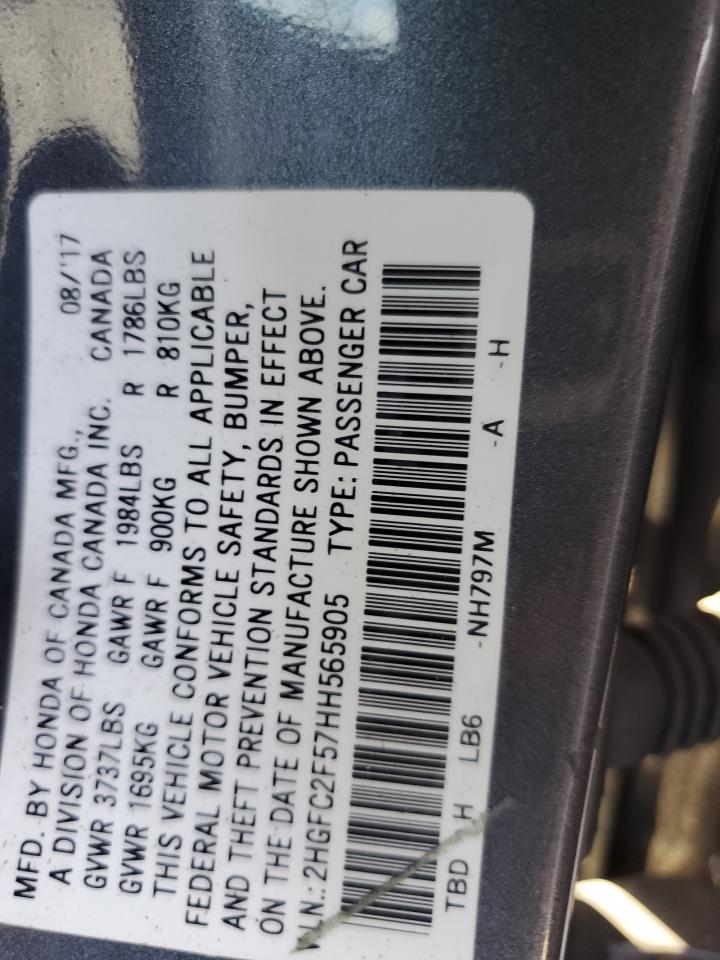 MFD. BY HONDA OF CANADA MFG., 08/'17
A DIVISION OF HONDA CANADA INC. CANADA
GVWR 3737LBS GAWR F 1984LBS R 1786LBS
GVWR 1695KG GAWR F 900KG R 810KG
THIS VEHICLE CONFORMS TO ALL APPLICABLE
FEDERAL MOTOR VEHICLE SAFETY, BUMPER,
AND THEFT PREVENTION STANDARDS IN EFFECT
ON THE DATE OF MANUFACTURE SHOWN ABOVE.
V.I.N.: 2HGFC2F57HH565905 TYPE: PASSENGER CAR
TBD H LB6 -NH797M -A -H